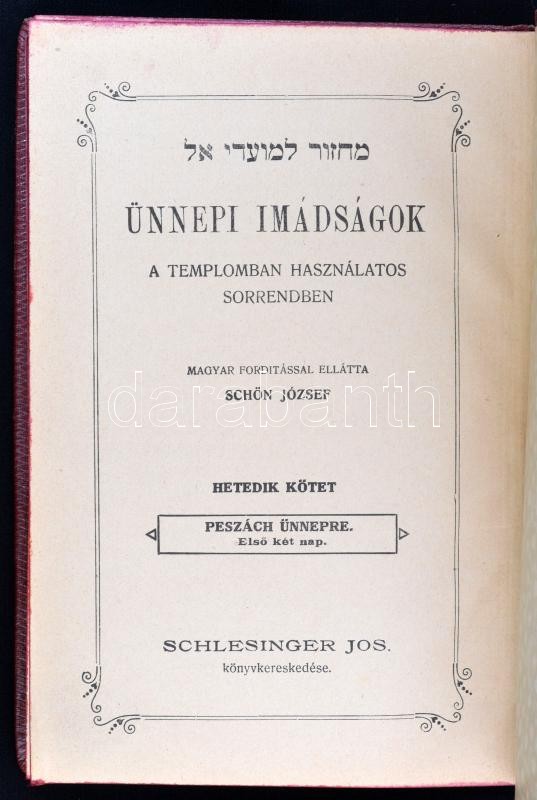 מחזור למועדי אל
ÜNNEPI IMÁDSÁGOK
A TEMPLOMBAN HASZNÁLATOS
SORRENDBEN
MAGYAR FORDITÁSSAL ELLÁTTA
SCHÖN JÓZSEF
darabanth
HETEDIK KÖTET
PESZÁCH ÜNNEPRE.
Első két nap.
SCHLESINGER JOS.
könyvkereskedése.